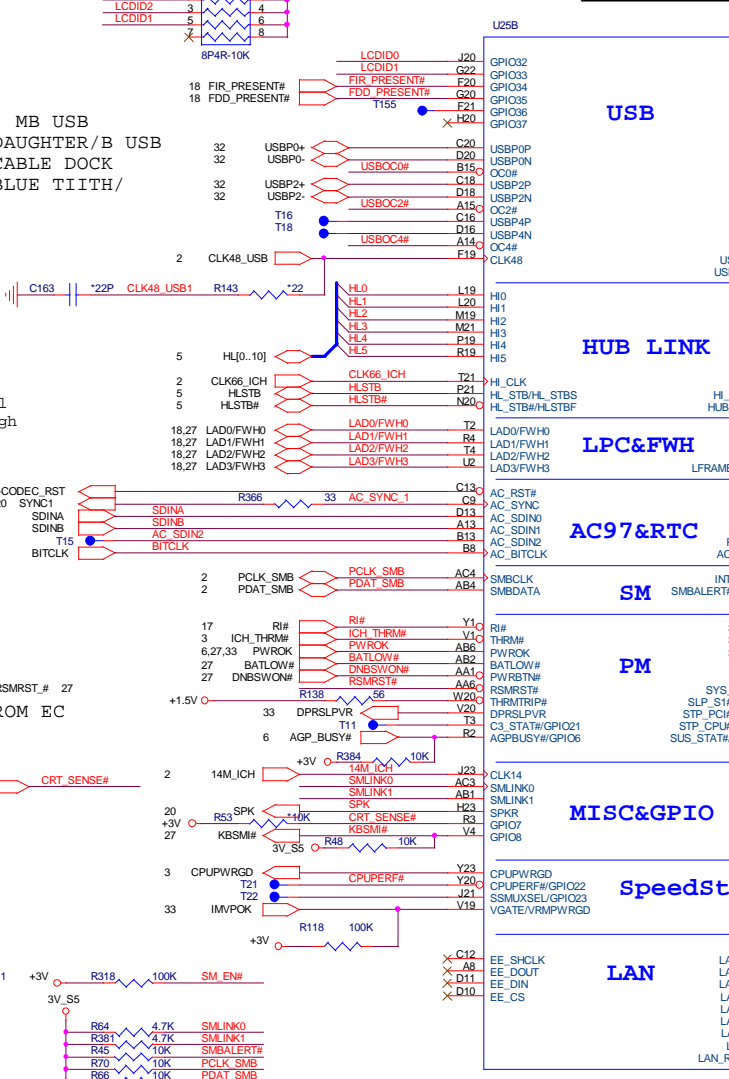 LCDID2 3 4
LCDID1 5 6
7 8
8P4R-10K
U25B
LCDID0 J20 GPIO32
LCDID1 G22 GPIO33
18 FIR_PRESENT# FIR_PRESENT# F20 GPIO34
18 FDD_PRESENT# FDD_PRESENT# G20 GPIO35
T155 F21 GPIO36
H20 GPIO37
USB
MB USB
DAUGHTER/B USB
CABLE DOCK
BLUE TIITH/
32 USBP0+ C20 USBP0P
32 USBP0- D20 USBP0N
USBOC0# B15 OC0#
32 USBP2+ C18 USBP2P
32 USBP2- D18 USBP2N
USBOC2# A15 OC2#
T16 C16 USBP4P
T18 D16 USBP4N
USBOC4# A14 OC4#
2 CLK48_USB F19 CLK48
C163 *22P CLK48_USB1 R143 *22
HL0 L19 HI0
HL1 L20 HI1
HL2 M19 HI2
HL3 M21 HI3
HL4 P19 HI4
HL5 R19 HI5
HUB LINK
5 HL[0..10]
2 CLK66_ICH CLK66_ICH T21 HI_CLK
5 HLSTB HLSTB P21 HL_STB/HL_STBS HI_
5 HLSTB# HLSTB# N20 HL_STB#/HLSTBF HUB
18,27 LAD0/FWH0 LAD0/FWH0 T2 LAD0/FWH0
18,27 LAD1/FWH1 LAD1/FWH1 R4 LAD1/FWH1
18,27 LAD2/FWH2 LAD2/FWH2 T4 LAD2/FWH2
18,27 LAD3/FWH3 LAD3/FWH3 U2 LAD3/FWH3
LPC&FWH
LFRAME
CODEC_RST C13 AC_RST#
SYNC1 R366 33 AC_SYNC_1 C9 AC_SYNC
SDINA SDINA D13 AC_SDIN0
SDINB SDINB A13 AC_SDIN1
T15 AC_SDIN2 B13 AC_SDIN2
BITCLK BITCLK B8 AC_BITCLK
AC97&RTC
2 PCLK_SMB PCLK_SMB AC4 SMBCLK INT
2 PDAT_SMB PDAT_SMB AB4 SMBDATA SMBALERT#
SM
17 RI# RI# Y1 RI#
3 ICH_THRM# ICH_THRM# V1 THRM#
6,27,33 PWROK PWROK AB6 PWROK
27 BATLOW# BATLOW# AB2 BATLOW#
27 DNBSWON# DNBSWON# AA1 PWRBTN#
RSMRST_# 27 RSMRST# AA6 RSMRST#
+1.5V R138 56 W20 THRMTRIP#
ROM EC
33 DPRSLPVR V20 DPRSLPVR
T11 T3 C3_STAT#/GPIO21
6 AGP_BUSY# R2 AGPBUSY#/GPIO6
PM
SYS_
SLP_S1#
STP_PCI#
STP_CPU#
SUS_STAT#
+3V R384 10K
2 14M_ICH 14M_ICH J23 CLK14
SMLINK0 AC3 SMLINK0
CRT_SENSE#
SMLINK1 AB1 SMLINK1
20 SPK SPK H23 SPKR
+3V R53 *10K CRT_SENSE# R3 GPIO7
27 KBSMI# KBSMI# V4 GPIO8
3V_S5 R48 10K
MISC&GPIO
3 CPUPWRGD Y23 CPUPWRGD
T21 CPUPERF# Y20 CPUPERF#/GPIO22
T22 J21 SSMUXSEL/GPIO23
33 IMVPOK V19 VGATE/VRMPWRGD
SpeedSt
R118 100K
+3V
C12 EE_SHCLK
A8 EE_DOUT
D11 EE_DIN
D10 EE_CS
LAN
LAN_R
+3V R318 100K SM_EN#
3V_S5
R64 4.7K SMLINK0
R381 4.7K SMLINK1
R45 10K SMBALERT#
R70 10K PCLK_SMB
R66 10K PDAT_SMB